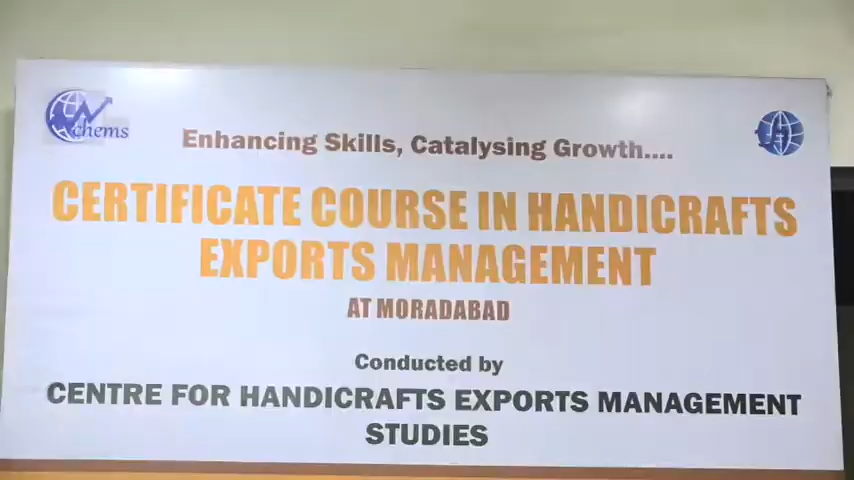 chems
Enhancing Skills, Catalysing Growth....
CERTIFICATE COURSE IN HANDICRAFTS
EXPORTS MANAGEMENT
AT MORADABAD
Conducted by
CENTRE FOR HANDICRAFTS EXPORTS MANAGEMENT
STUDIES